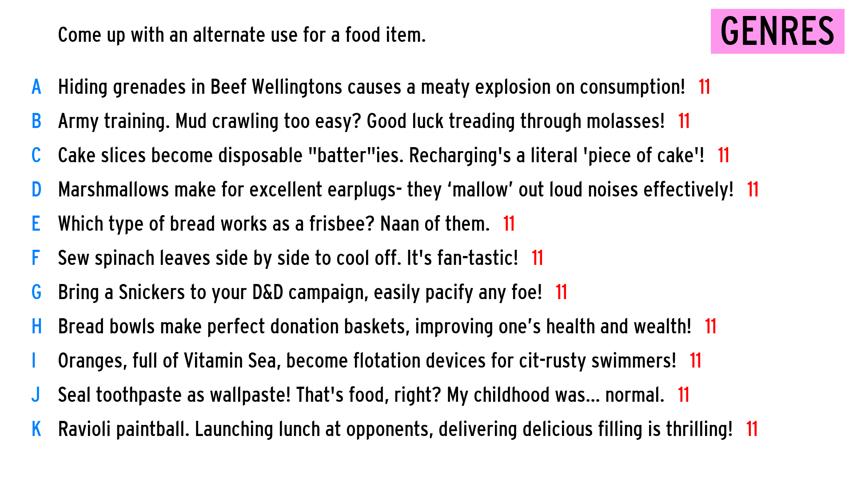 Come up with an alternate use for a food item.
GENRES
A Hiding grenades in Beef Wellingtons causes a meaty explosion on consumption! 11
B Army training. Mud crawling too easy? Good luck treading through molasses! 11
C Cake slices become disposable "batter"ies. Recharging's a literal 'piece of cake'! 11
D Marshmallows make for excellent earplugs- they ‘mallow’ out loud noises effectively! 11
E Which type of bread works as a frisbee? Naan of them. 11
F Sew spinach leaves side by side to cool off. It's fan-tastic! 11
G Bring a Snickers to your D&D campaign, easily pacify any foe! 11
H Bread bowls make perfect donation baskets, improving one’s health and wealth! 11
I Oranges, full of Vitamin Sea, become flotation devices for cit-rusty swimmers! 11
J Seal toothpaste as wallpaste! That's food, right? My childhood was... normal. 11
K Ravioli paintball. Launching lunch at opponents, delivering delicious filling is thrilling! 11